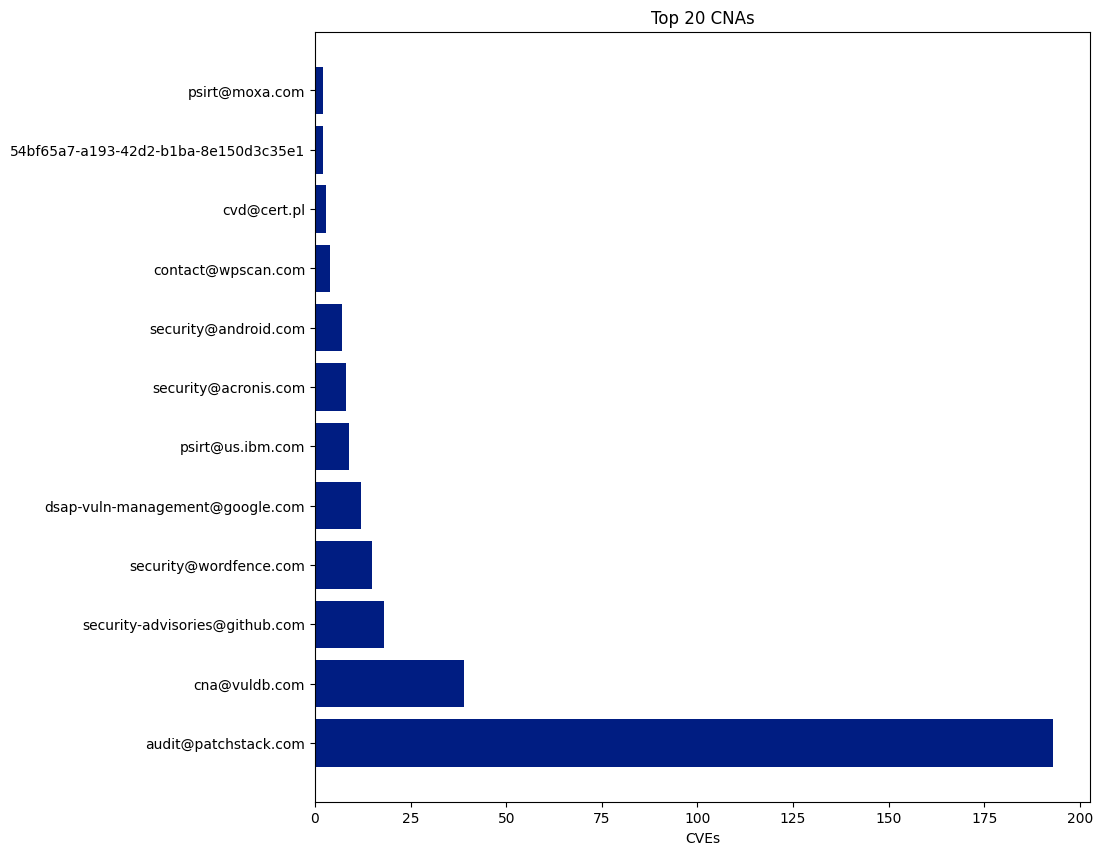 Top 20 CNAs
psirt@moxa.com
54bf65a7-a193-42d2-b1ba-8e150d3c35e1
cvd@cert.pl
contact@wpscan.com
security@android.com
security@acronis.com
psirt@us.ibm.com
dsap-vuln-management@google.com
security@wordfence.com
security-advisories@github.com
cna@vuldb.com
audit@patchstack.com
0 25 50 75 100 125 150 175 200
CVEs